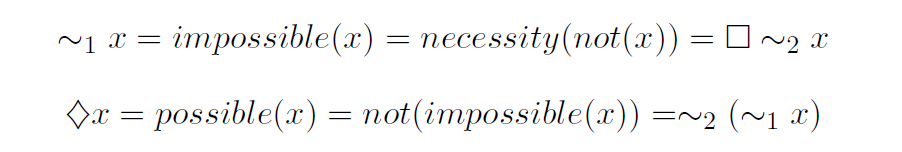 ∼₁ x = impossible(x) = necessity(not(x)) = □ ∼₂ x
◇x = possible(x) = not(impossible(x)) =∼₂ (∼₁ x)